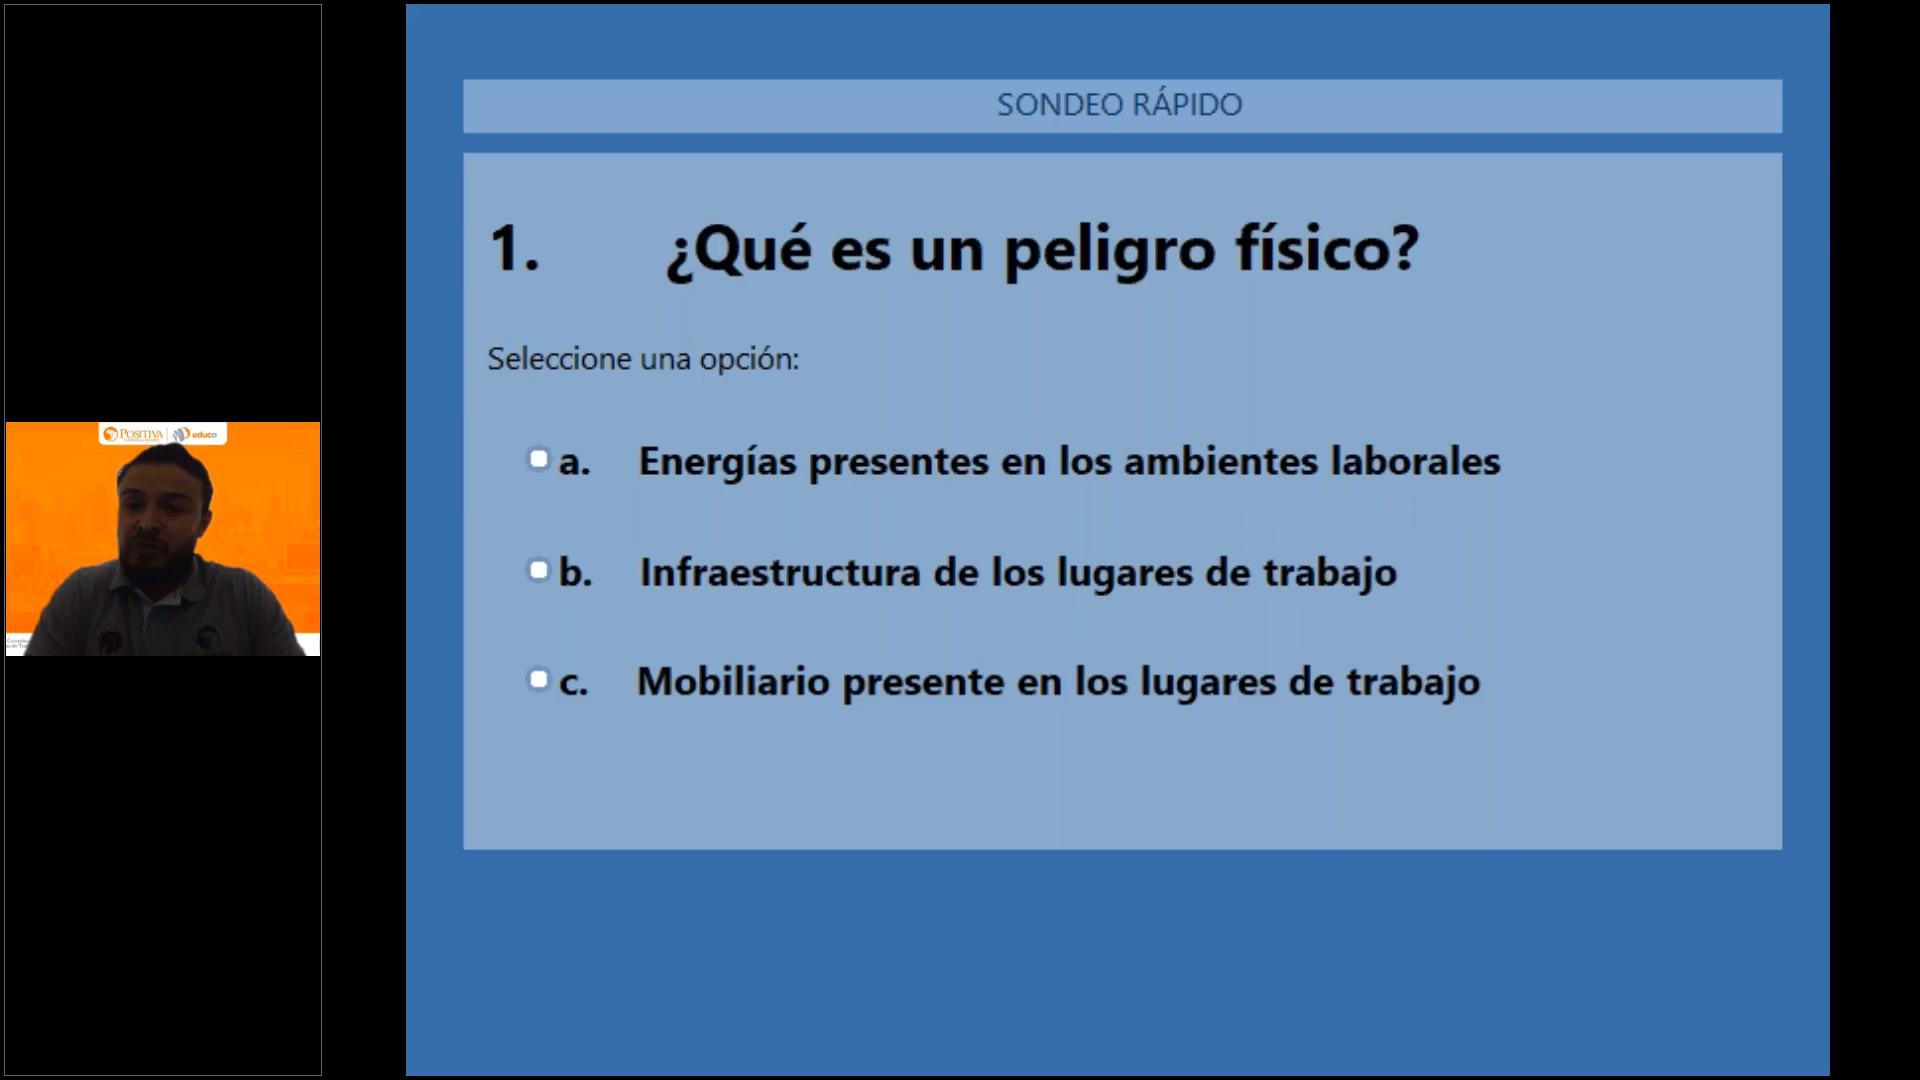 POSITIVA educa
SONDEO RÁPIDO
1. ¿Qué es un peligro físico?
Seleccione una opción:
a. Energías presentes en los ambientes laborales
b. Infraestructura de los lugares de trabajo
c. Mobiliario presente en los lugares de trabajo